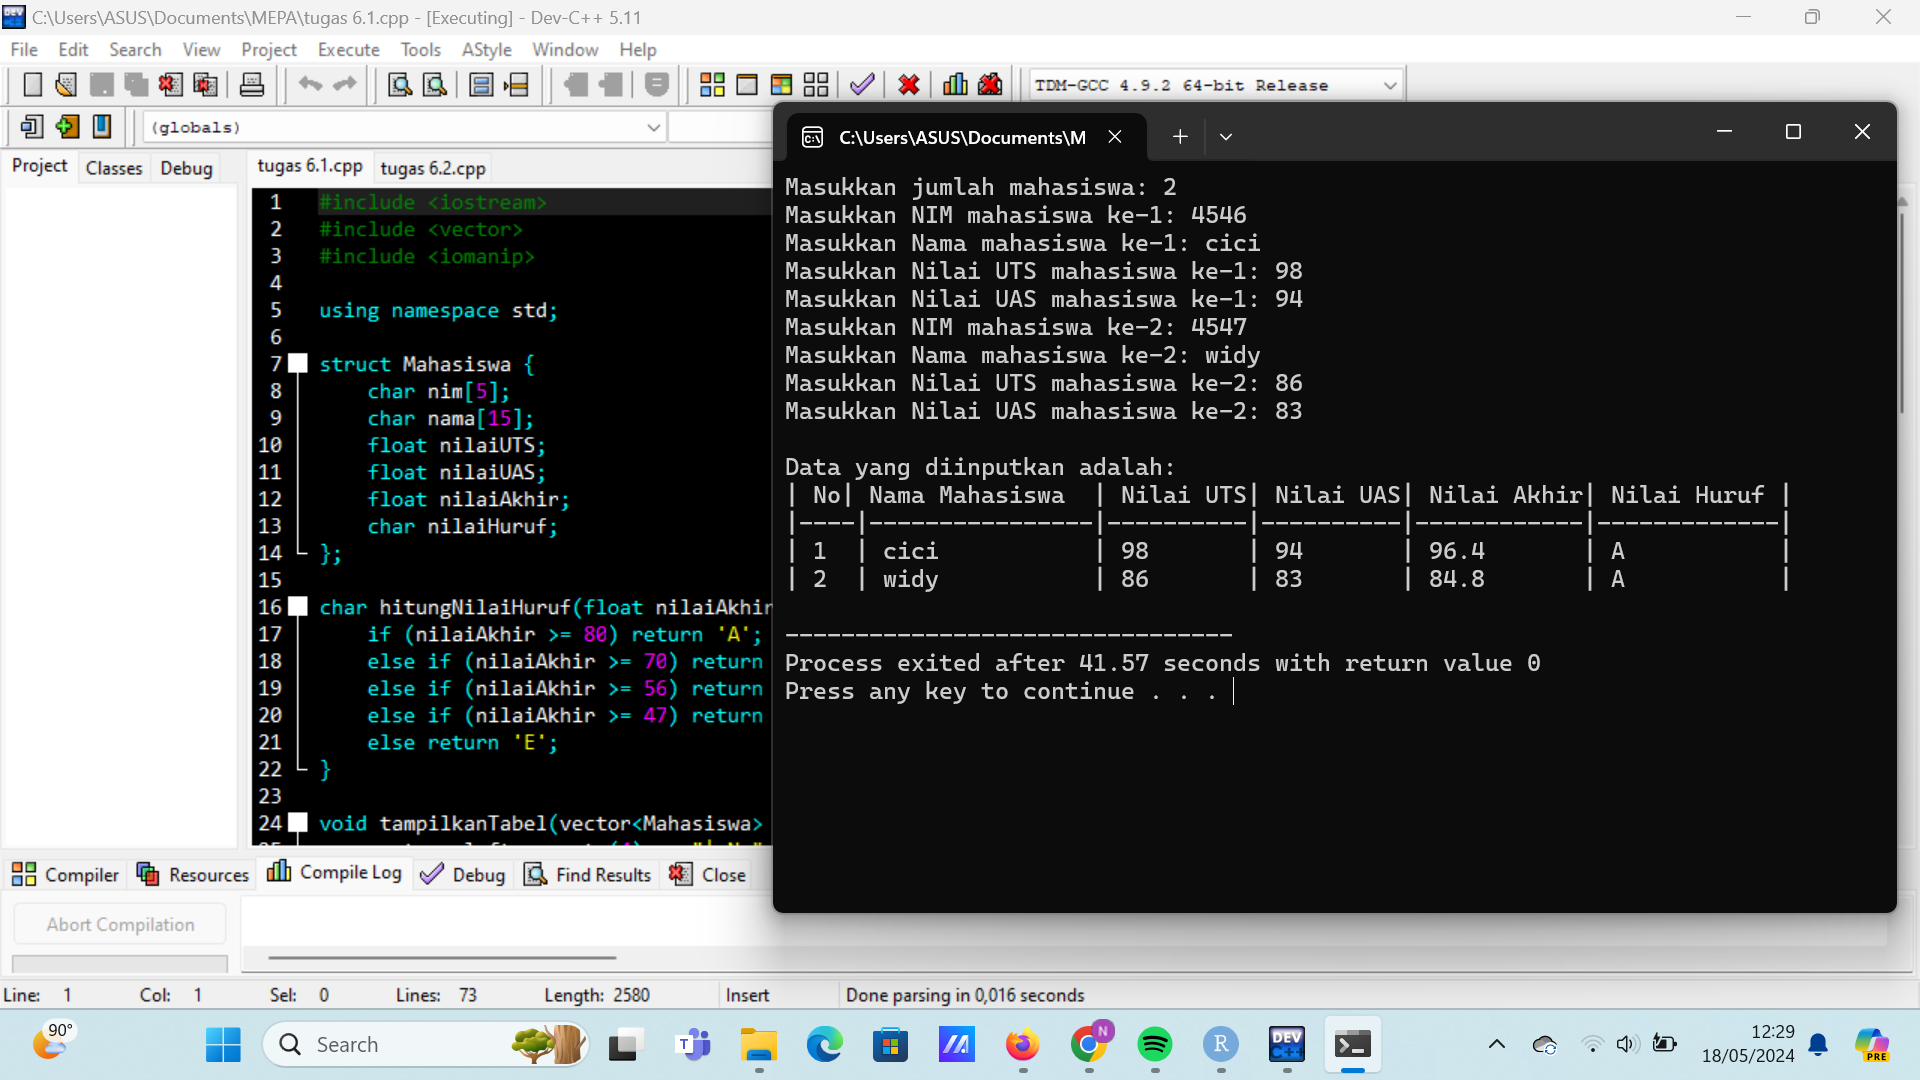 C:\Users\ASUS\Documents\MEPA\tugas 6.1.cpp - [Executing] - Dev-C++ 5.11
File Edit Search View Project Execute Tools AStyle Window Help
TDM-GCC 4.9.2 64-bit Release
(globals)
Project Classes Debug
tugas 6.1.cpp tugas 6.2.cpp
1 #include <iostream>
2 #include <vector>
3 #include <iomanip>
4
5 using namespace std;
6
7 struct Mahasiswa {
8 char nim[5];
9 char nama[15];
10 float nilaiUTS;
11 float nilaiUAS;
12 float nilaiAkhir;
13 char nilaiHuruf;
14 };
15
16 char hitungNilaiHuruf(float nilaiAkhir
17 if (nilaiAkhir >= 80) return 'A';
18 else if (nilaiAkhir >= 70) return
19 else if (nilaiAkhir >= 56) return
20 else if (nilaiAkhir >= 47) return
21 else return 'E';
22 }
23
24 void tampilkanTabel(vector<Mahasiswa>
C:\Users\ASUS\Documents\M
Masukkan jumlah mahasiswa: 2
Masukkan NIM mahasiswa ke-1: 4546
Masukkan Nama mahasiswa ke-1: cici
Masukkan Nilai UTS mahasiswa ke-1: 98
Masukkan Nilai UAS mahasiswa ke-1: 94
Masukkan NIM mahasiswa ke-2: 4547
Masukkan Nama mahasiswa ke-2: widy
Masukkan Nilai UTS mahasiswa ke-2: 86
Masukkan Nilai UAS mahasiswa ke-2: 83
Data yang diinputkan adalah:
| No| Nama Mahasiswa | Nilai UTS| Nilai UAS| Nilai Akhir| Nilai Huruf |
|----|----------------|----------|----------|------------|-------------|
| 1 | cici | 98 | 94 | 96.4 | A |
| 2 | widy | 86 | 83 | 84.8 | A |
--------------------------------
Process exited after 41.57 seconds with return value 0
Press any key to continue . . .
Compiler Resources Compile Log Debug Find Results Close
Abort Compilation
Line: 1 Col: 1 Sel: 0 Lines: 73 Length: 2580 Insert Done parsing in 0,016 seconds
90°
Search
N
R
DEV C++
12:29
18/05/2024
PRE